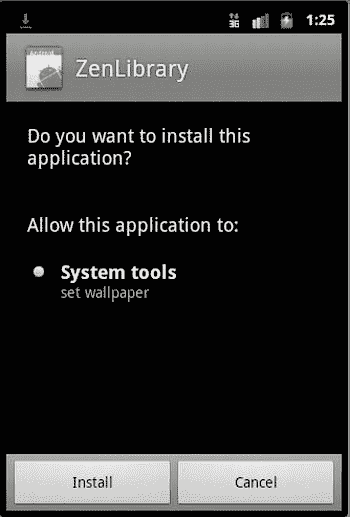 3G 1:25
ZenLibrary
Do you want to install this
application?
Allow this application to:
System tools
set wallpaper
Install
Cancel